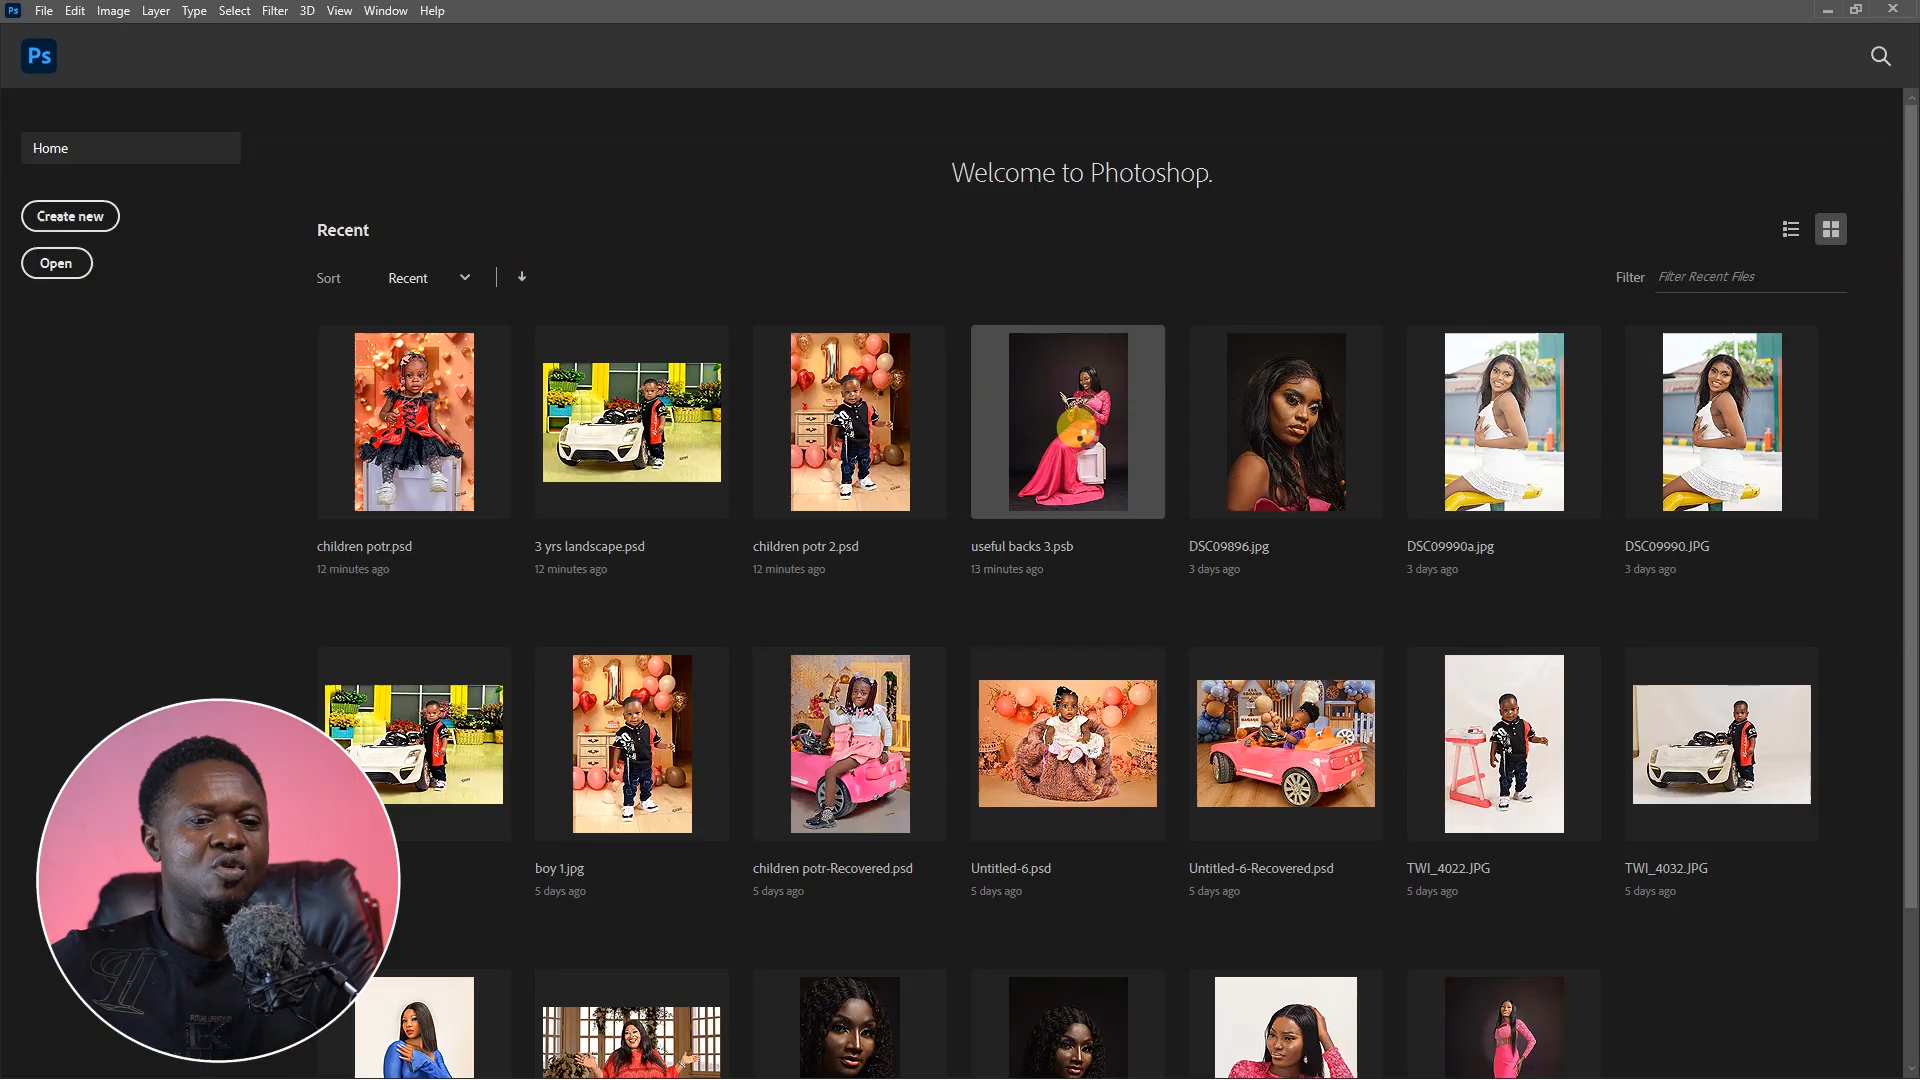 Ps File Edit Image Layer Type Select Filter 3D View Window Help
Ps
Home
Welcome to Photoshop.
Create new
Recent
Open
Sort Recent
Filter Filter Recent Files
children potr.psd
12 minutes ago
3 yrs landscape.psd
12 minutes ago
children potr 2.psd
12 minutes ago
useful backs 3.psb
13 minutes ago
DSC09896.jpg
3 days ago
DSC09990a.jpg
3 days ago
DSC09990.JPG
3 days ago
boy 1.jpg
5 days ago
children potr-Recovered.psd
5 days ago
Untitled-6.psd
5 days ago
Untitled-6-Recovered.psd
5 days ago
TWI_4022.JPG
5 days ago
TWI_4032.JPG
5 days ago